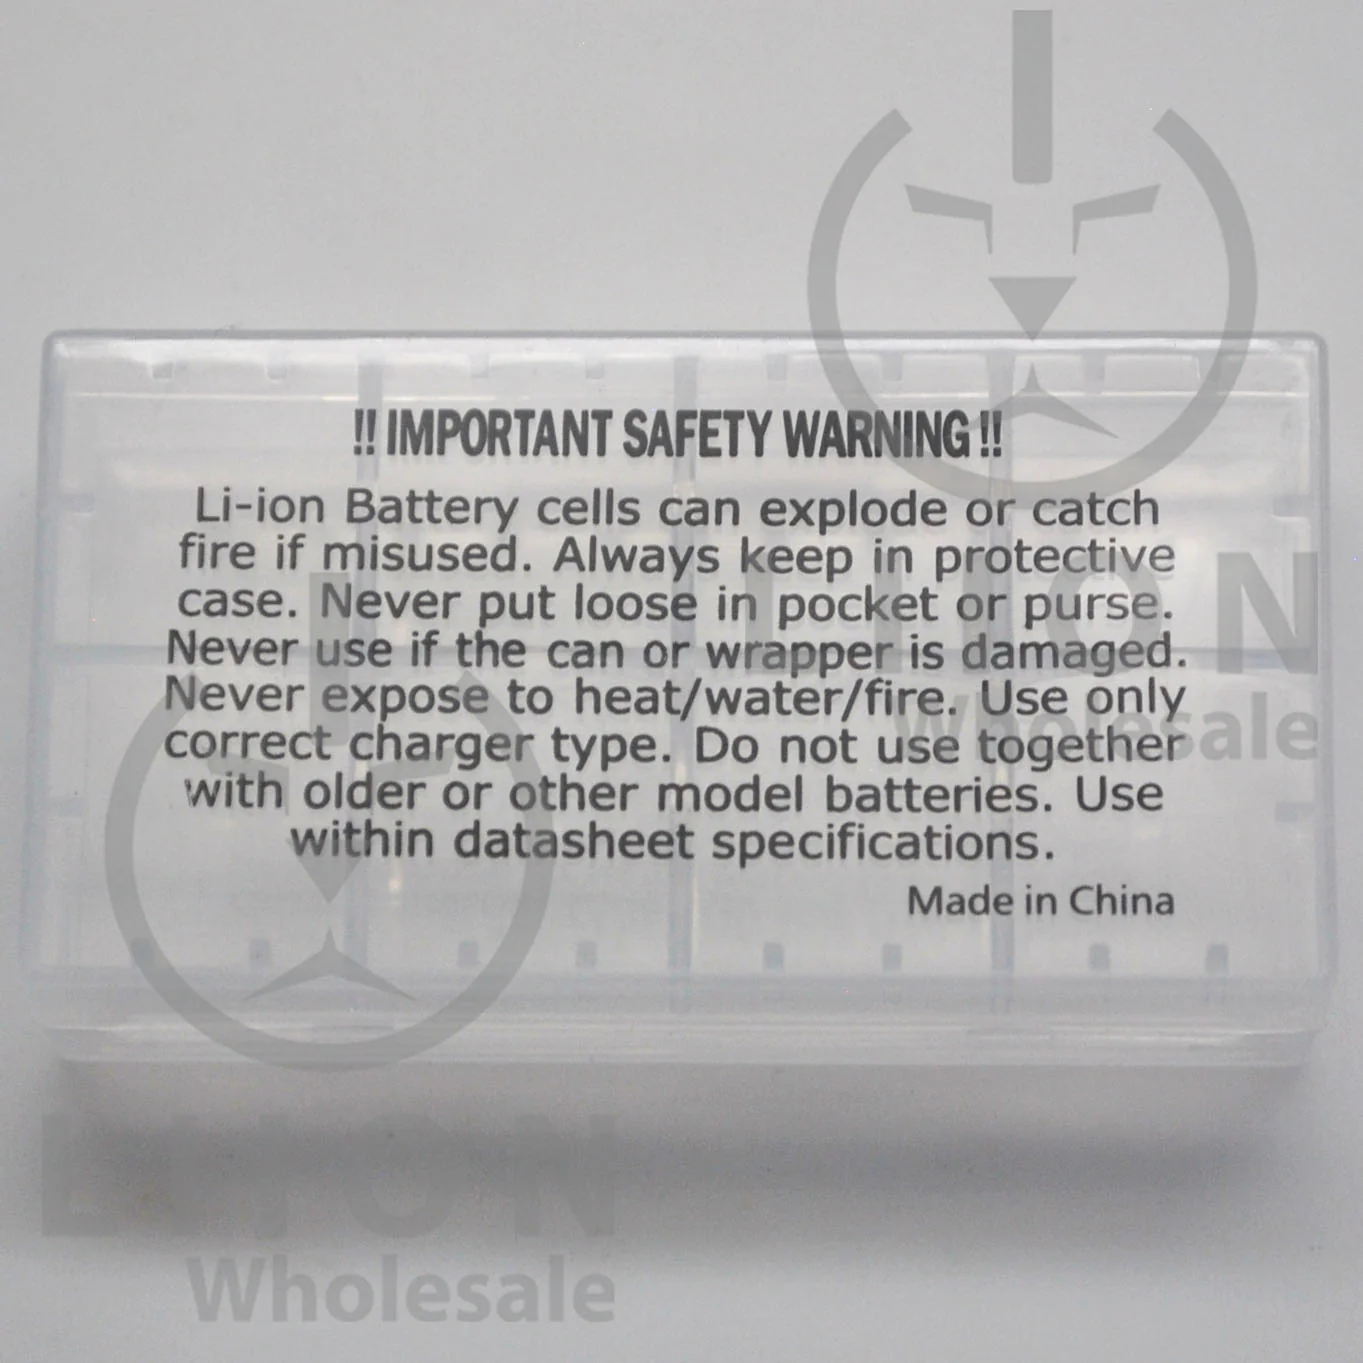 !! IMPORTANT SAFETY WARNING !!
Li-ion Battery cells can explode or catch
fire if misused. Always keep in protective
case. Never put loose in pocket or purse.
Never use if the can or wrapper is damaged.
Never expose to heat/water/fire. Use only
correct charger type. Do not use together
with older or other model batteries. Use
within datasheet specifications.
Made in China
LIION
Wholesale
LIION
Wholesale